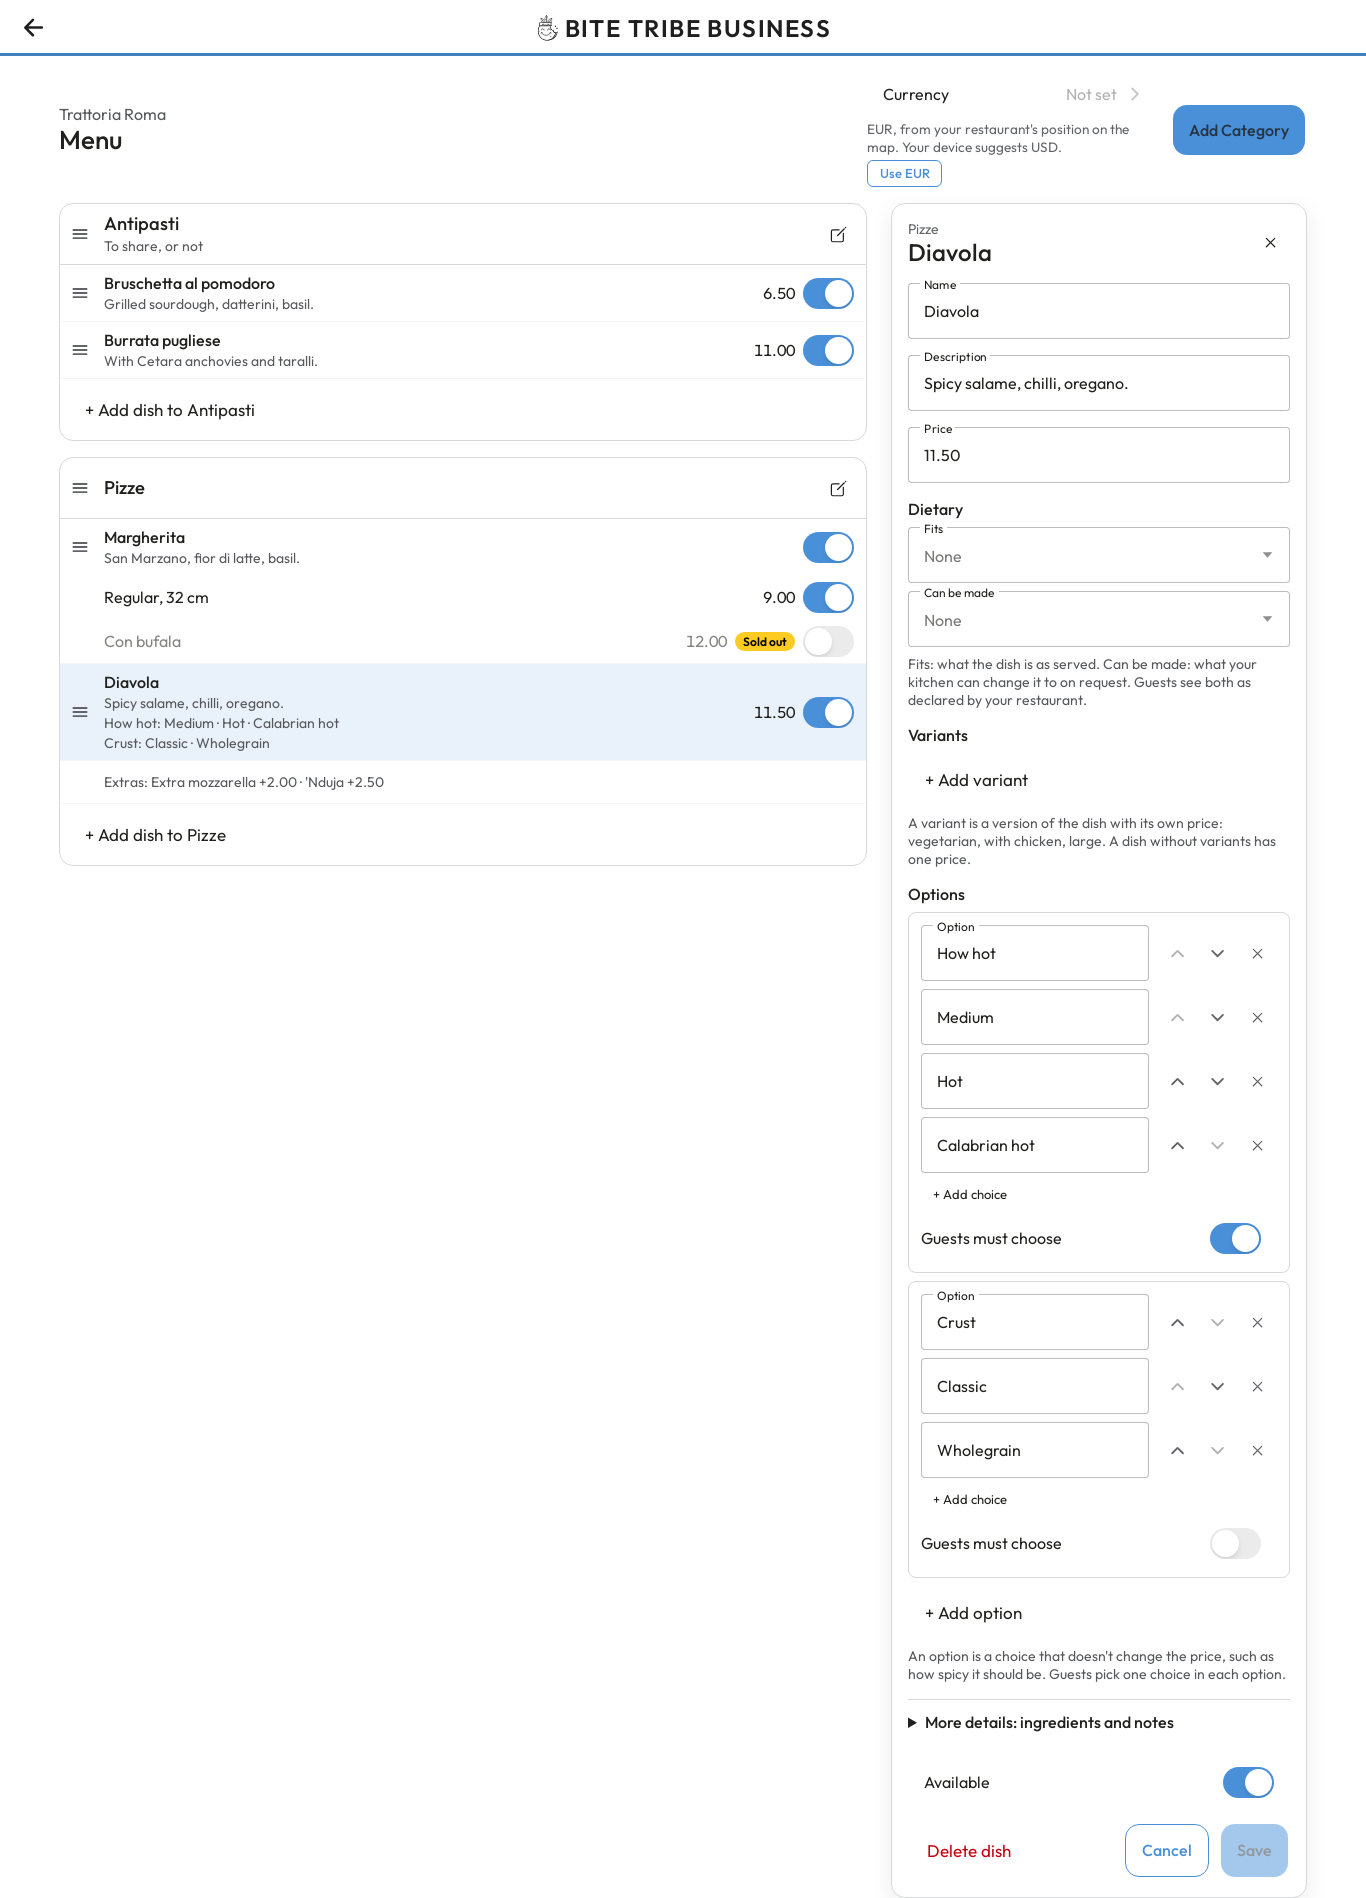 BITE TRIBE BUSINESS
Trattoria Roma
Menu
Currency
Not set
EUR, from your restaurant's position on the
map. Your device suggests USD.
Use EUR
Add Category
Antipasti
To share, or not
Bruschetta al pomodoro
Grilled sourdough, datterini, basil.
6.50
Burrata pugliese
With Cetara anchovies and taralli.
11.00
+ Add dish to Antipasti
Pizze
Margherita
San Marzano, fior di latte, basil.
Regular, 32 cm
9.00
Con bufala
12.00
Sold out
Diavola
Spicy salame, chilli, oregano.
How hot: Medium · Hot · Calabrian hot
Crust: Classic · Wholegrain
11.50
Extras: Extra mozzarella +2.00 · 'Nduja +2.50
+ Add dish to Pizze
Pizze
Diavola
Name
Diavola
Description
Spicy salame, chilli, oregano.
Price
11.50
Dietary
Fits
None
Can be made
None
Fits: what the dish is as served. Can be made: what your
kitchen can change it to on request. Guests see both as
declared by your restaurant.
Variants
+ Add variant
A variant is a version of the dish with its own price:
vegetarian, with chicken, large. A dish without variants has
one price.
Options
Option
How hot
Medium
Hot
Calabrian hot
+ Add choice
Guests must choose
Option
Crust
Classic
Wholegrain
+ Add choice
Guests must choose
+ Add option
An option is a choice that doesn't change the price, such as
how spicy it should be. Guests pick one choice in each option.
More details: ingredients and notes
Available
Delete dish
Cancel
Save